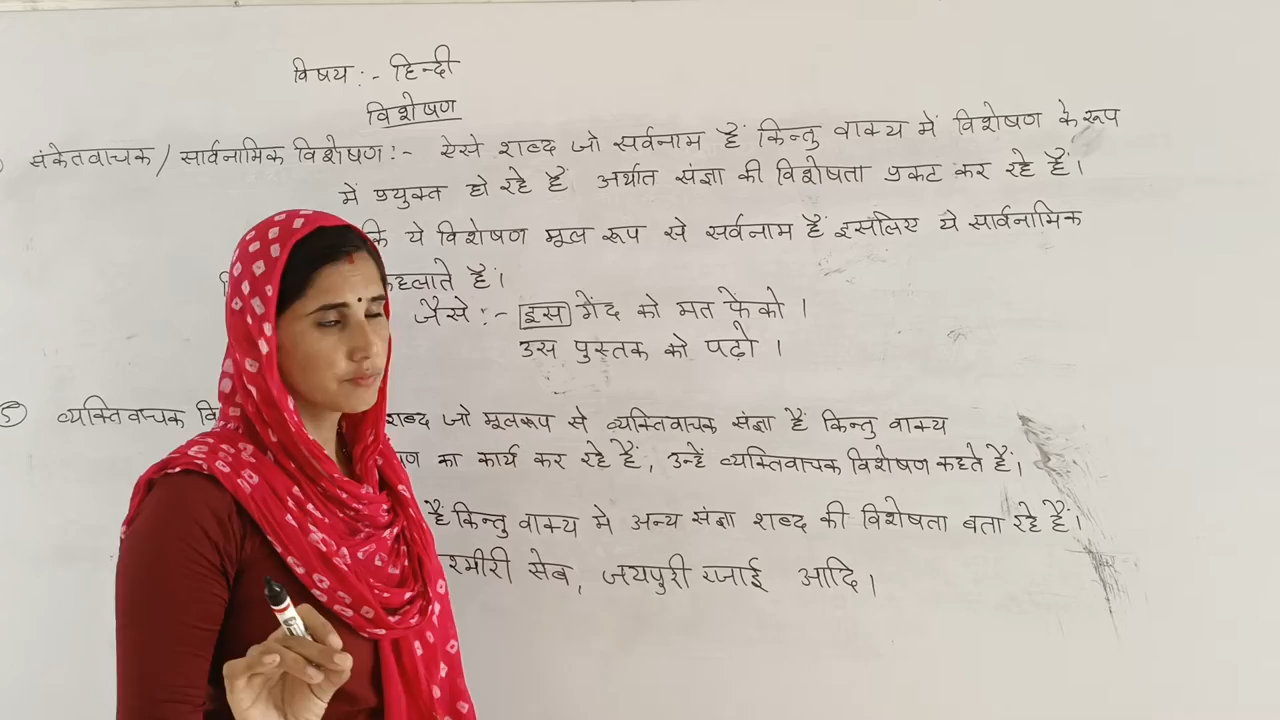 विषय :- हिन्दी
विशेषण
संकेतवाचक / सार्वनामिक विशेषण :- ऐसे शब्द जो सर्वनाम हैं किन्तु वाक्य में विशेषण के रूप
में प्रयुक्त हो रहे हैं अर्थात संज्ञा की विशेषता प्रकट कर रहे हैं।
कि ये विशेषण मूल रूप से सर्वनाम हैं इसलिए ये सार्वनामिक
कहलाते हैं।
जैसे :- इस गेंद को मत फेंको ।
उस पुस्तक को पढ़ो ।
5 व्यक्तिवाचक वि शब्द जो मूलरूप से व्यक्तिवाचक संज्ञा हैं किन्तु वाक्य
का कार्य कर रहे हैं, उन्हें व्यक्तिवाचक विशेषण कहते हैं।
हैं किन्तु वाक्य मे अन्य संज्ञा शब्द की विशेषता बता रहे हैं।
श्मीरी सेब, जयपुरी रजाई आदि ।